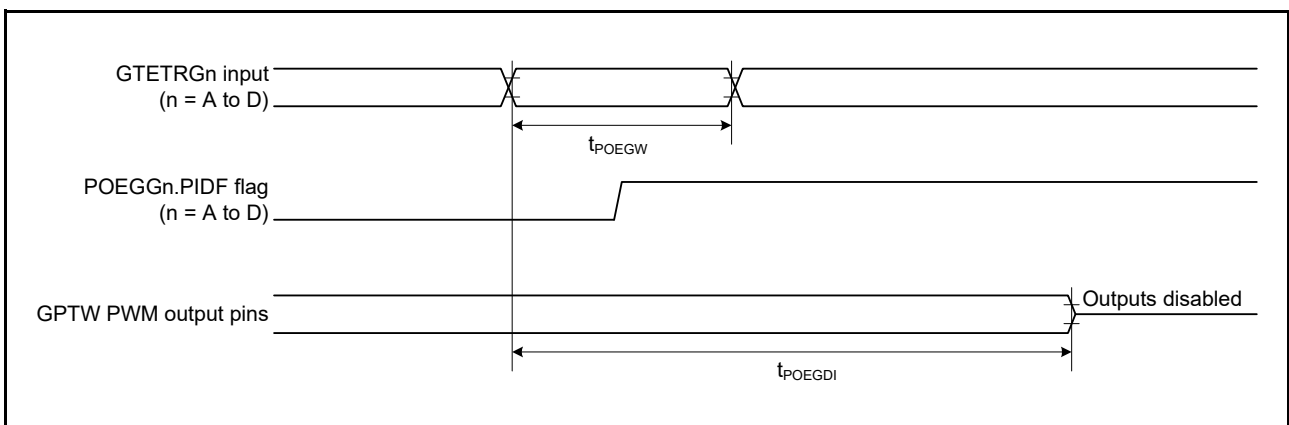 GTETRGn input
(n = A to D)
tPOEGW
POEGGn.PIDF flag
(n = A to D)
GPTW PWM output pins
Outputs disabled
tPOEGDI